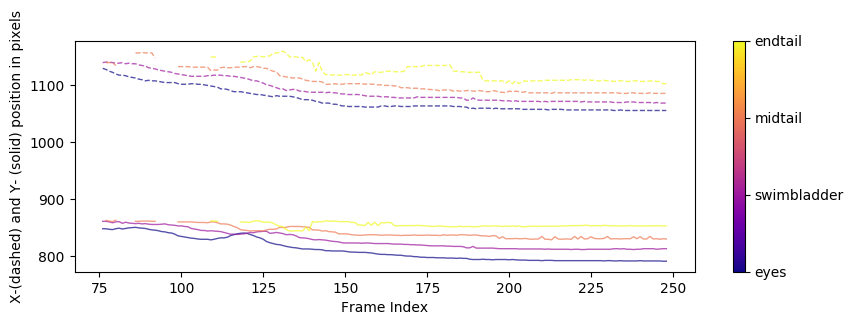 X-(dashed) and Y- (solid) position in pixels
1100
1000
900
800
75 100 125 150 175 200 225 250
Frame Index
endtail
midtail
swimbladder
eyes